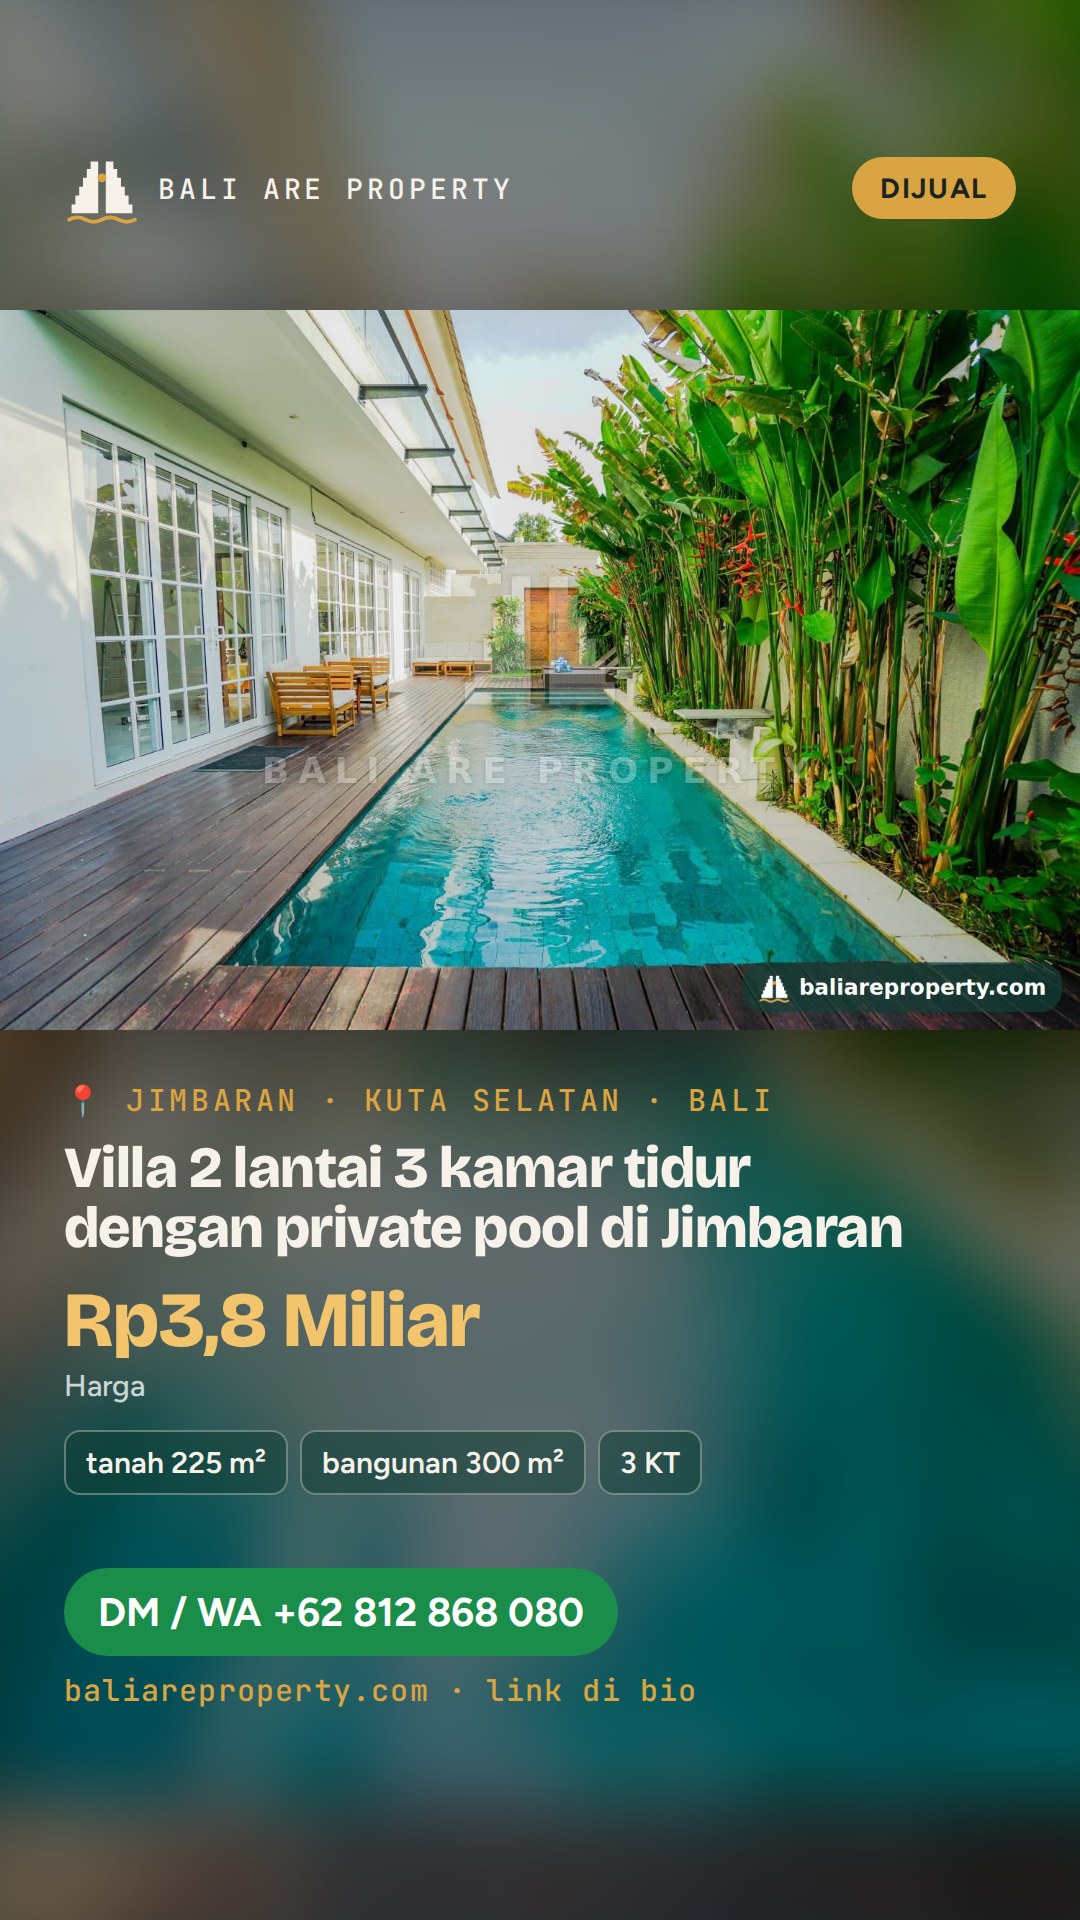 BALI ARE PROPERTY
DIJUAL
BALI ARE PROPERTY
baliareproperty.com
📍 JIMBARAN · KUTA SELATAN · BALI
Villa 2 lantai 3 kamar tidur
dengan private pool di Jimbaran
Rp3,8 Miliar
Harga
tanah 225 m²
bangunan 300 m²
3 KT
DM / WA +62 812 868 080
baliareproperty.com · link di bio